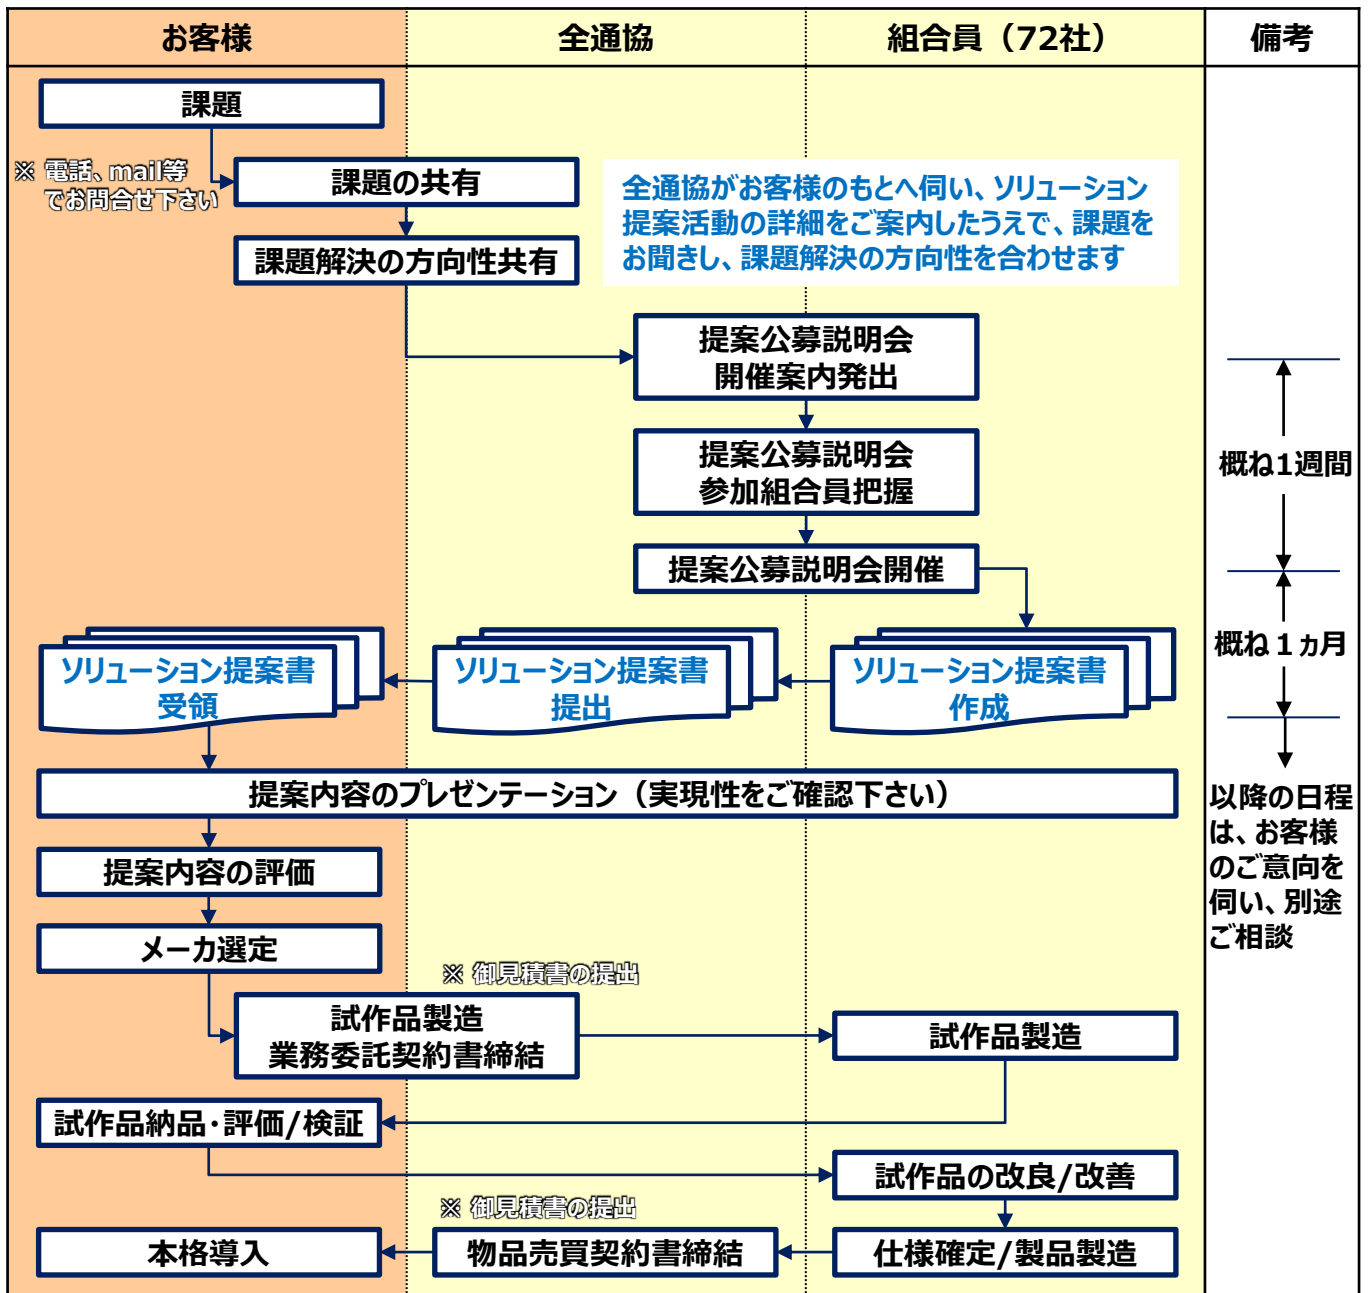 お客様
全通協
組合員（72社）
備考
課題
※ 電話、mail等
でお問合せ下さい
課題の共有
全通協がお客様のもとへ伺い、ソリューション
提案活動の詳細をご案内したうえで、課題を
お聞きし、課題解決の方向性を合わせます
課題解決の方向性共有
提案公募説明会
開催案内発出
提案公募説明会
参加組合員把握
概ね1週間
提案公募説明会開催
概ね１ヵ月
ソリューション提案書
受領
ソリューション提案書
提出
ソリューション提案書
作成
提案内容のプレゼンテーション（実現性をご確認下さい）
以降の日程
は、お客様
のご意向を
伺い、別途
ご相談
提案内容の評価
メーカ選定
※ 御見積書の提出
試作品製造
業務委託契約書締結
試作品製造
試作品納品・評価/検証
試作品の改良/改善
※ 御見積書の提出
本格導入
物品売買契約書締結
仕様確定/製品製造